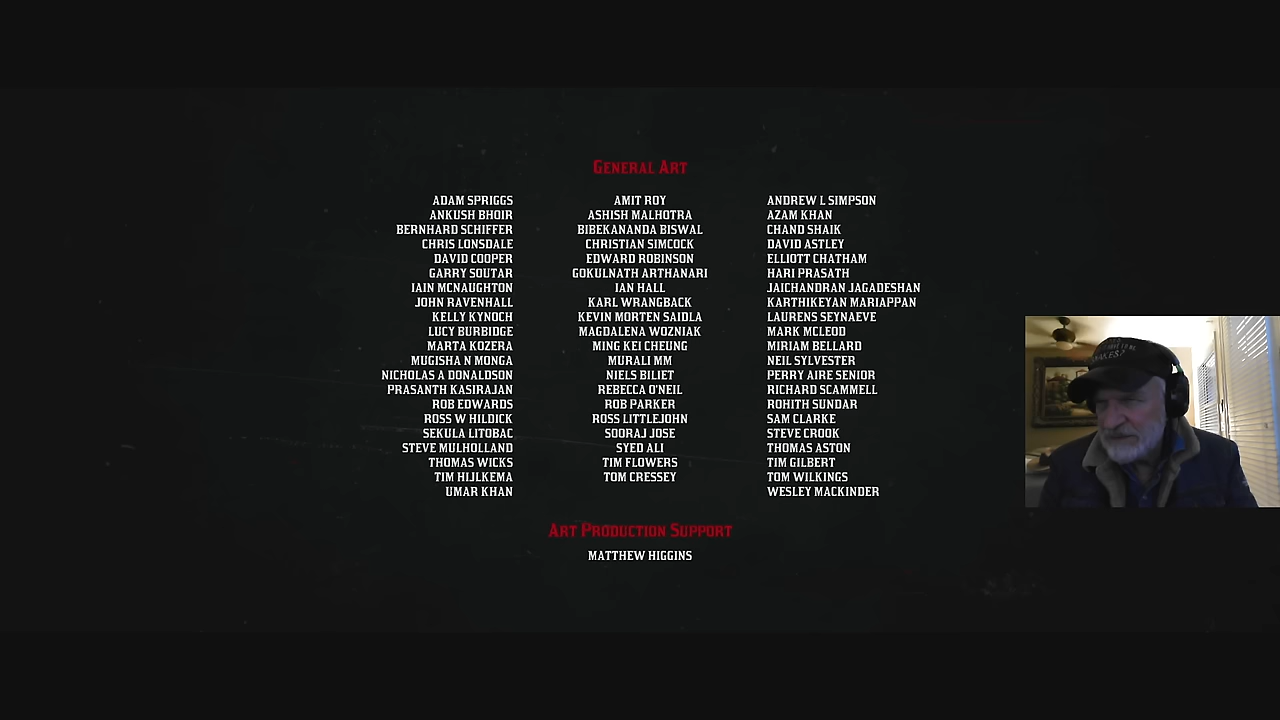 GENERAL ART
ADAM SPRIGGS AMIT ROY ANDREW L SIMPSON
ANKUSH BHOIR ASHISH MALHOTRA AZAM KHAN
BERNHARD SCHIFFER BIBEKANANDA BISWAL CHAND SHAIK
CHRIS LONSDALE CHRISTIAN SIMCOCK DAVID ASTLEY
DAVID COOPER EDWARD ROBINSON ELLIOTT CHATHAM
GARRY SOUTAR GOKULNATH ARTHANARI HARI PRASATH
IAIN MCNAUGHTON IAN HALL JAICHANDRAN JAGADESHAN
JOHN RAVENHALL KARL WRANGBACK KARTHIKEYAN MARIAPPAN
KELLY KYNOCH KEVIN MORTEN SAIDLA LAURENS SEYNAEVE
LUCY BURBIDGE MAGDALENA WOZNIAK MARK MCLEOD
MARTA KOZERA MING KEI CHEUNG MIRIAM BELLARD
MUGISHA N MONGA MURALI MM NEIL SYLVESTER
NICHOLAS A DONALDSON NIELS BILIET PERRY AIRE SENIOR
PRASANTH KASIRAJAN REBECCA O'NEIL RICHARD SCAMMELL
ROB EDWARDS ROB PARKER ROHITH SUNDAR
ROSS W HILDICK ROSS LITTLEJOHN SAM CLARKE
SEKULA LITOBAC SOORAJ JOSE STEVE CROOK
STEVE MULHOLLAND SYED ALI THOMAS ASTON
THOMAS WICKS TIM FLOWERS TIM GILBERT
TIM HIJLKEMA TOM CRESSEY TOM WILKINGS
UMAR KHAN WESLEY MACKINDER
ART PRODUCTION SUPPORT
MATTHEW HIGGINS